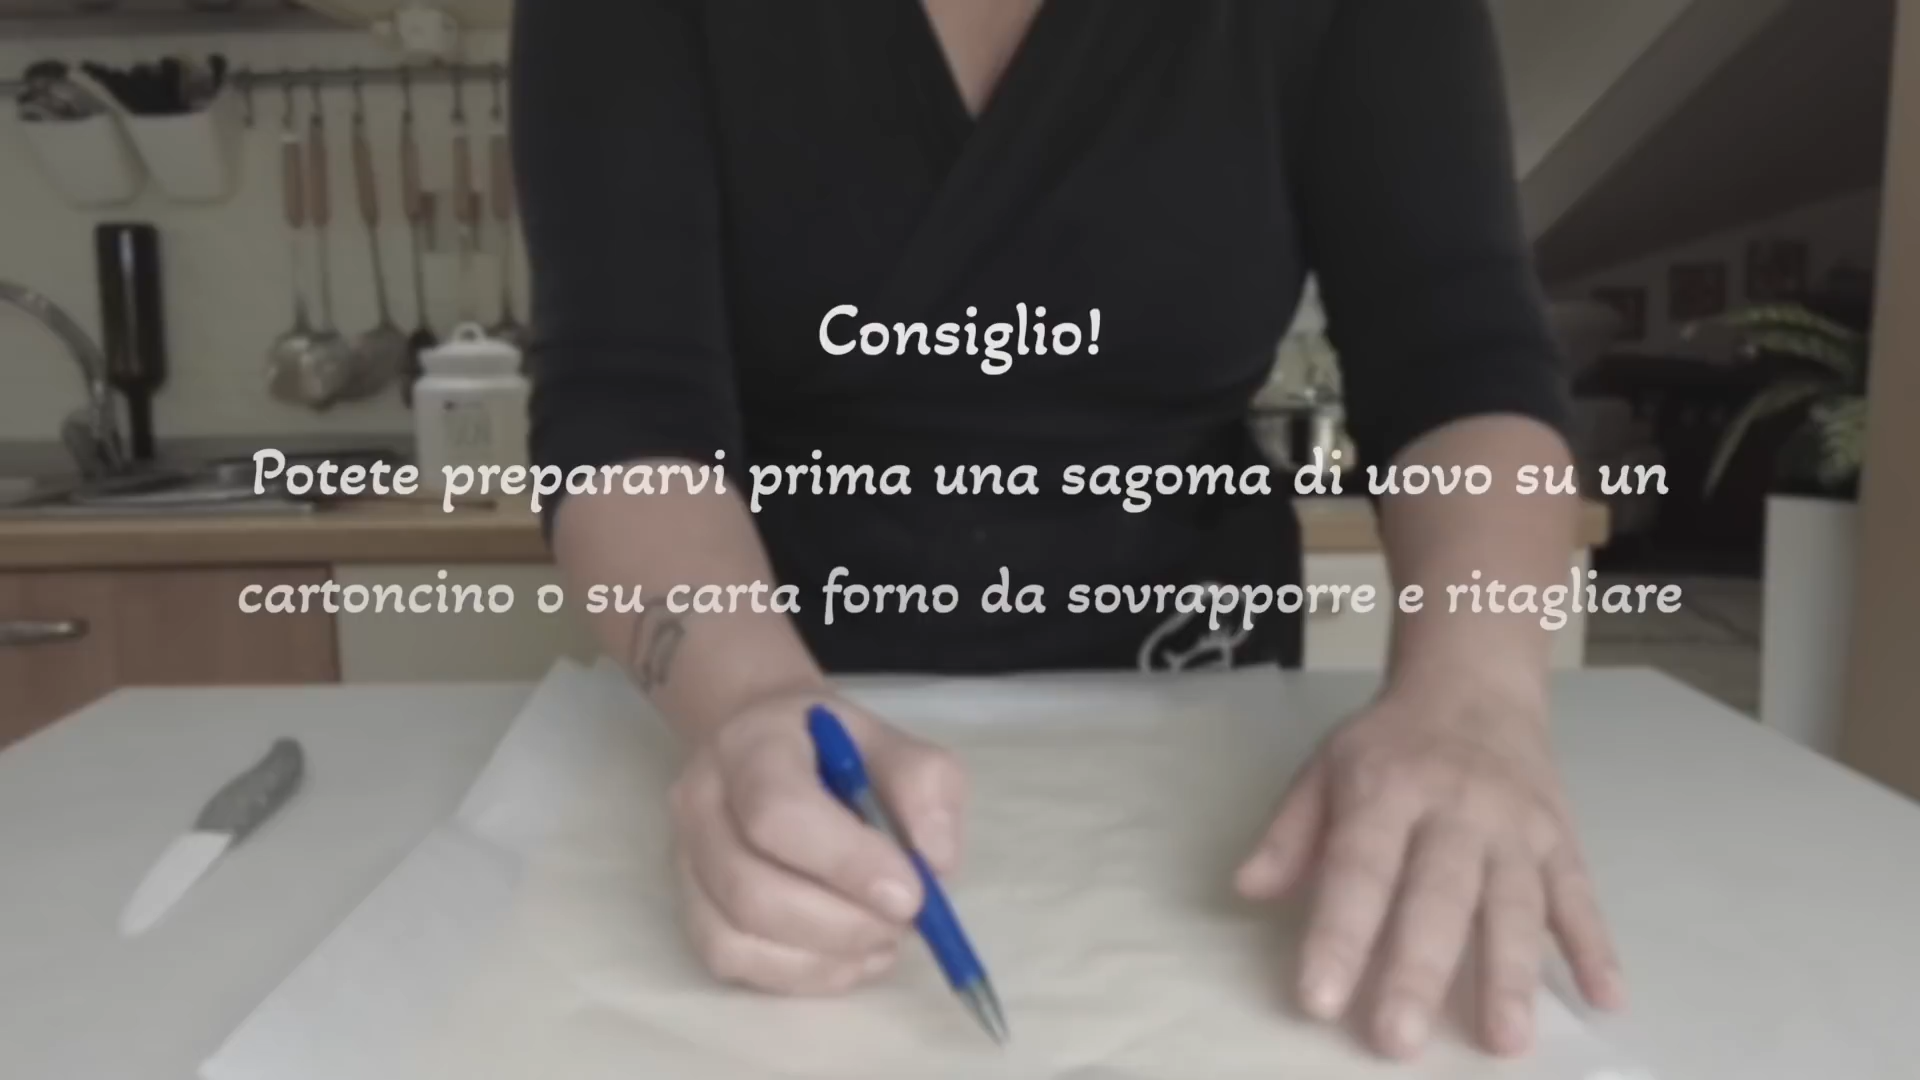 Consiglio!
Potete prepararvi prima una sagoma di uovo su un
cartoncino o su carta forno da sovrapporre e ritagliare